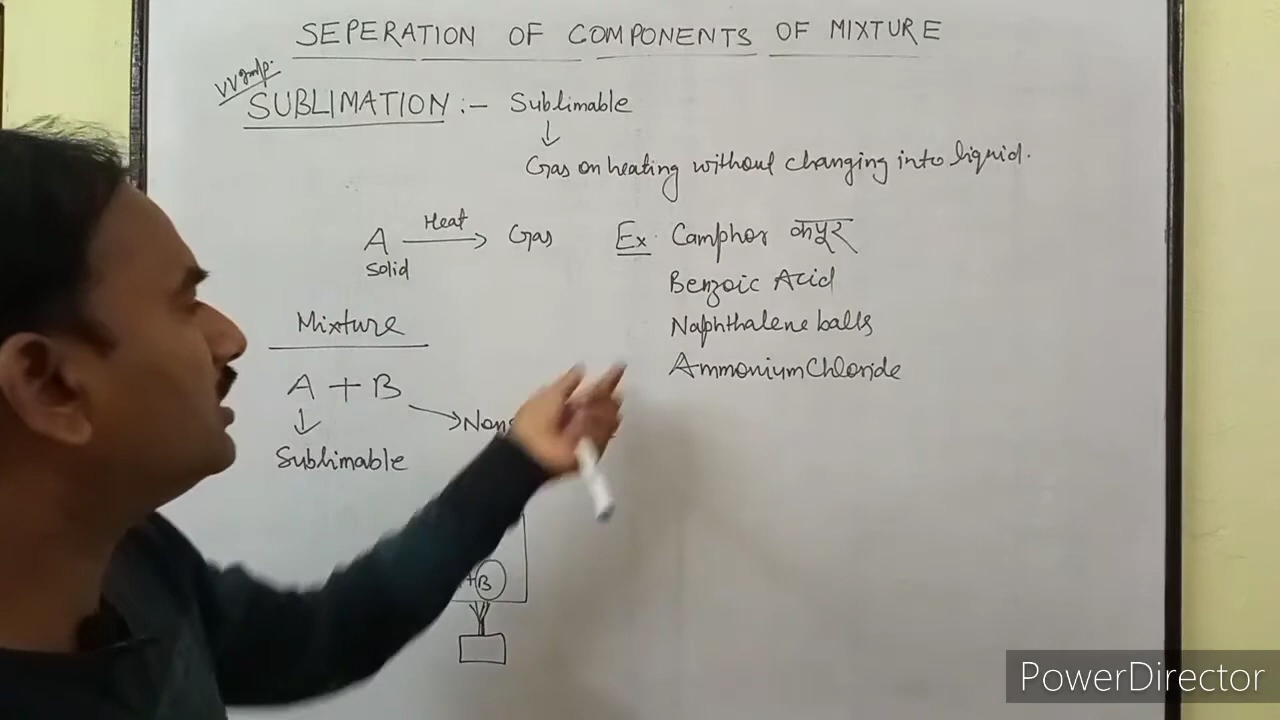 SEPERATION OF COMPONENTS OF MIXTURE
VVImp.
SUBLIMATION :- Sublimable
↓
Gas on heating without changing into liquid.
A Heat → Gas
Solid
Ex. Camphor कपूर
Benzoic Acid
Naphthalene balls
Ammonium Chloride
Mixture
A + B
↓
Sublimable
→ Non
+B
PowerDirector